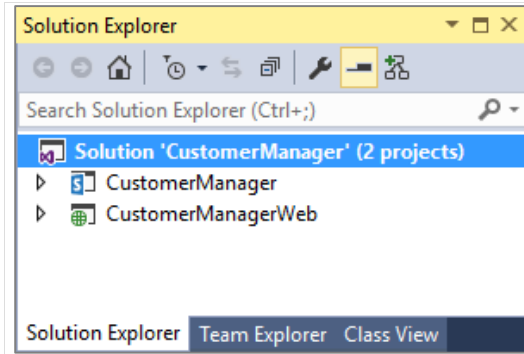 Solution Explorer
Search Solution Explorer (Ctrl+;)
Solution 'CustomerManager' (2 projects)
CustomerManager
CustomerManagerWeb
Solution Explorer Team Explorer Class View